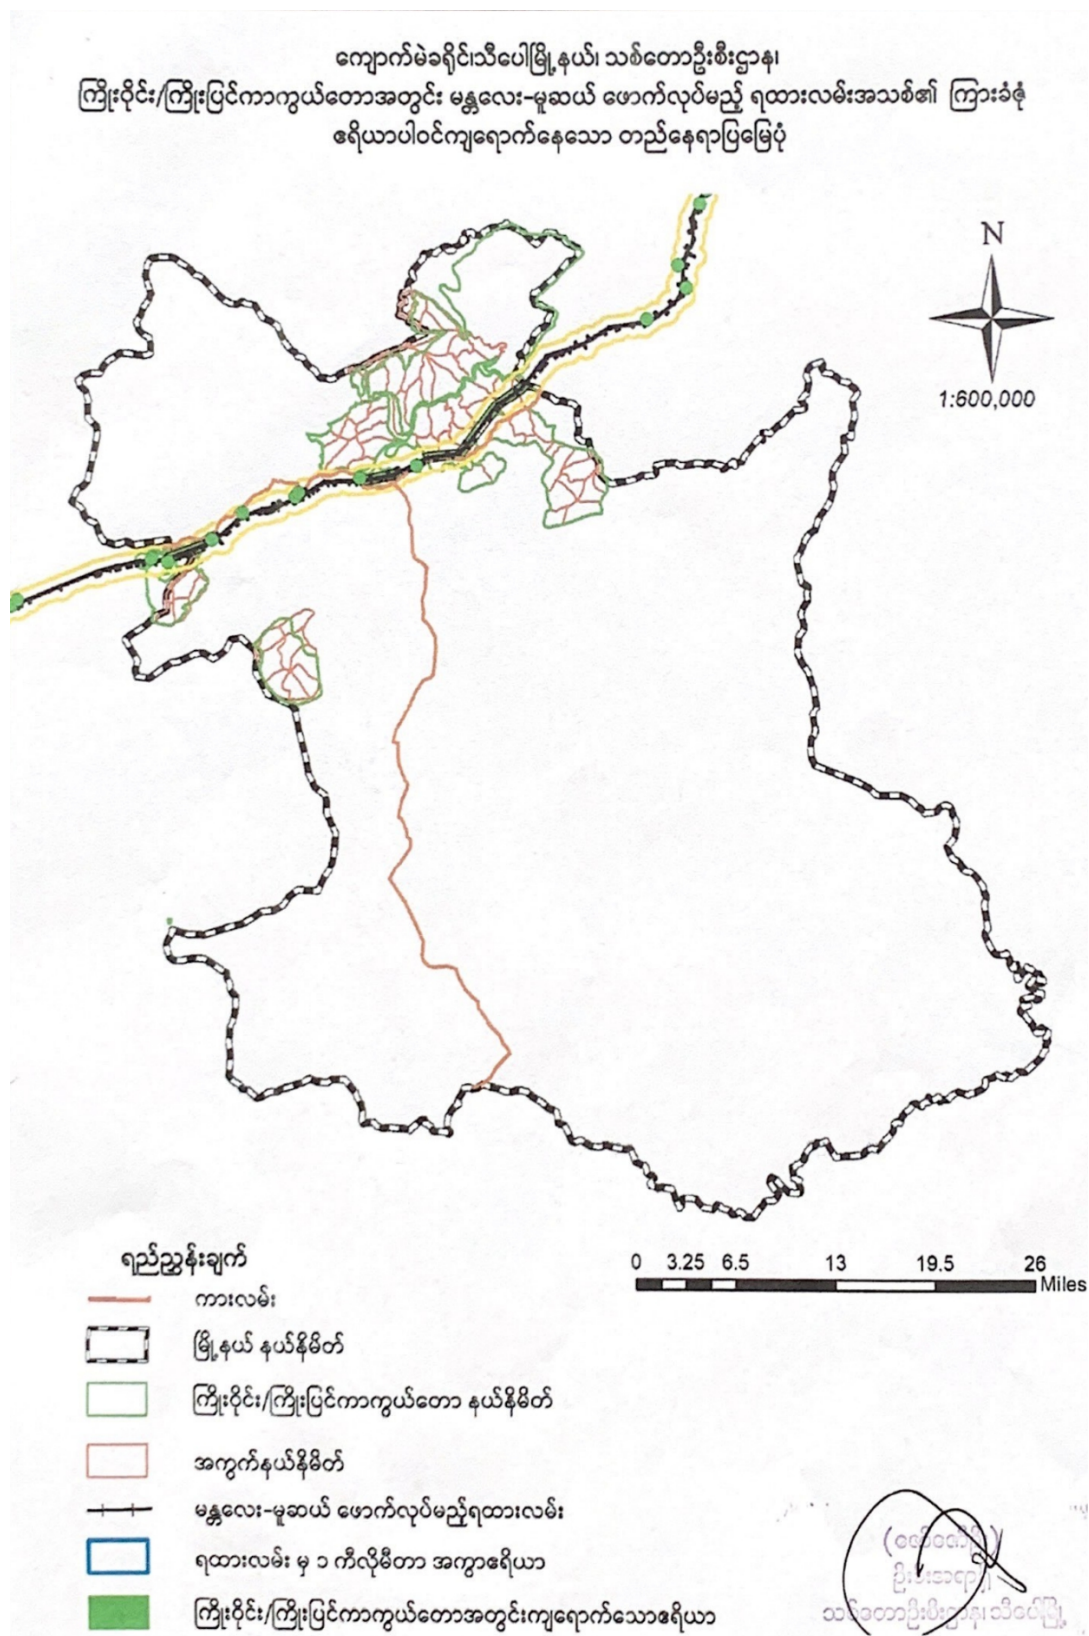 ကျောက်မဲခရိုင်၊သီပေါမြို့နယ်၊ သစ်တောဦးစီးဌာန၊
ကြိုးဝိုင်း/ကြိုးပြင်ကာကွယ်တောအတွင်း မန္တလေး-မူဆယ် ဖောက်လုပ်မည့် ရထားလမ်းအသစ်၏ ကြားခံဇုံ
ဧရိယာပါဝင်ကျရောက်နေသော တည်နေရာပြမြေပုံ
N
1:600,000
ရည်ညွှန်းချက်
0 3.25 6.5 13 19.5 26
Miles
ကားလမ်း
မြို့နယ် နယ်နိမိတ်
ကြိုးဝိုင်း/ကြိုးပြင်ကာကွယ်တော နယ်နိမိတ်
အကွက်နယ်နိမိတ်
မန္တလေး-မူဆယ် ဖောက်လုပ်မည့်ရထားလမ်း
ရထားလမ်း မှ ၁ ကီလိုမီတာ အကွာဧရိယာ
ကြိုးဝိုင်း/ကြိုးပြင်ကာကွယ်တောအတွင်းကျရောက်သောဧရိယာ
သစ်တောဦးစီးဌာန၊ သီပေါမြို့